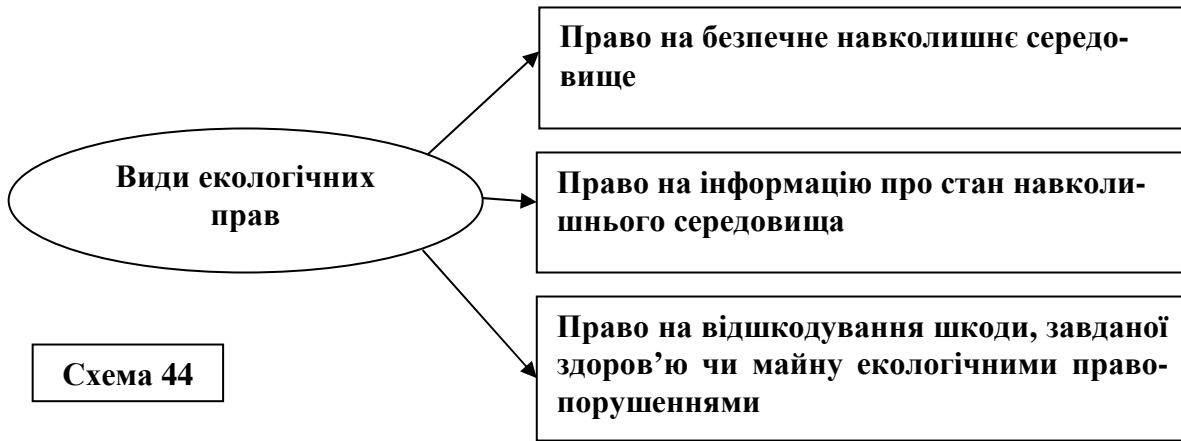 Право на безпечне навколишнє середо-
вище
Види екологічних
прав
Право на інформацію про стан навколи-
шнього середовища
Право на відшкодування шкоди, завданої
здоров’ю чи майну екологічними право-
порушеннями
Схема 44